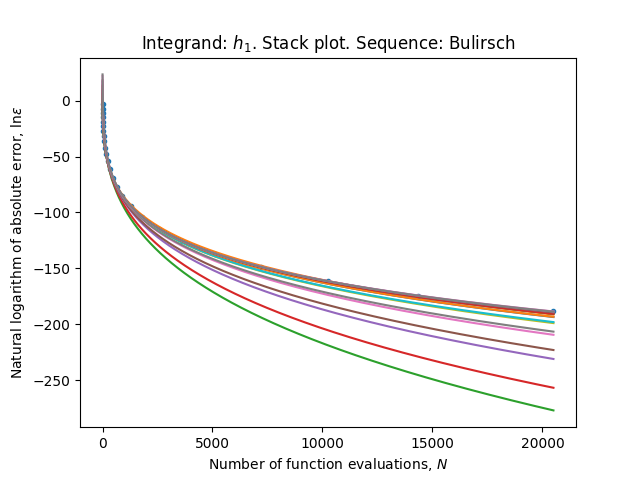 Integrand: h₁. Stack plot. Sequence: Bulirsch
Natural logarithm of absolute error, lnε
0
−50
−100
−150
−200
−250
0 5000 10000 15000 20000
Number of function evaluations, N